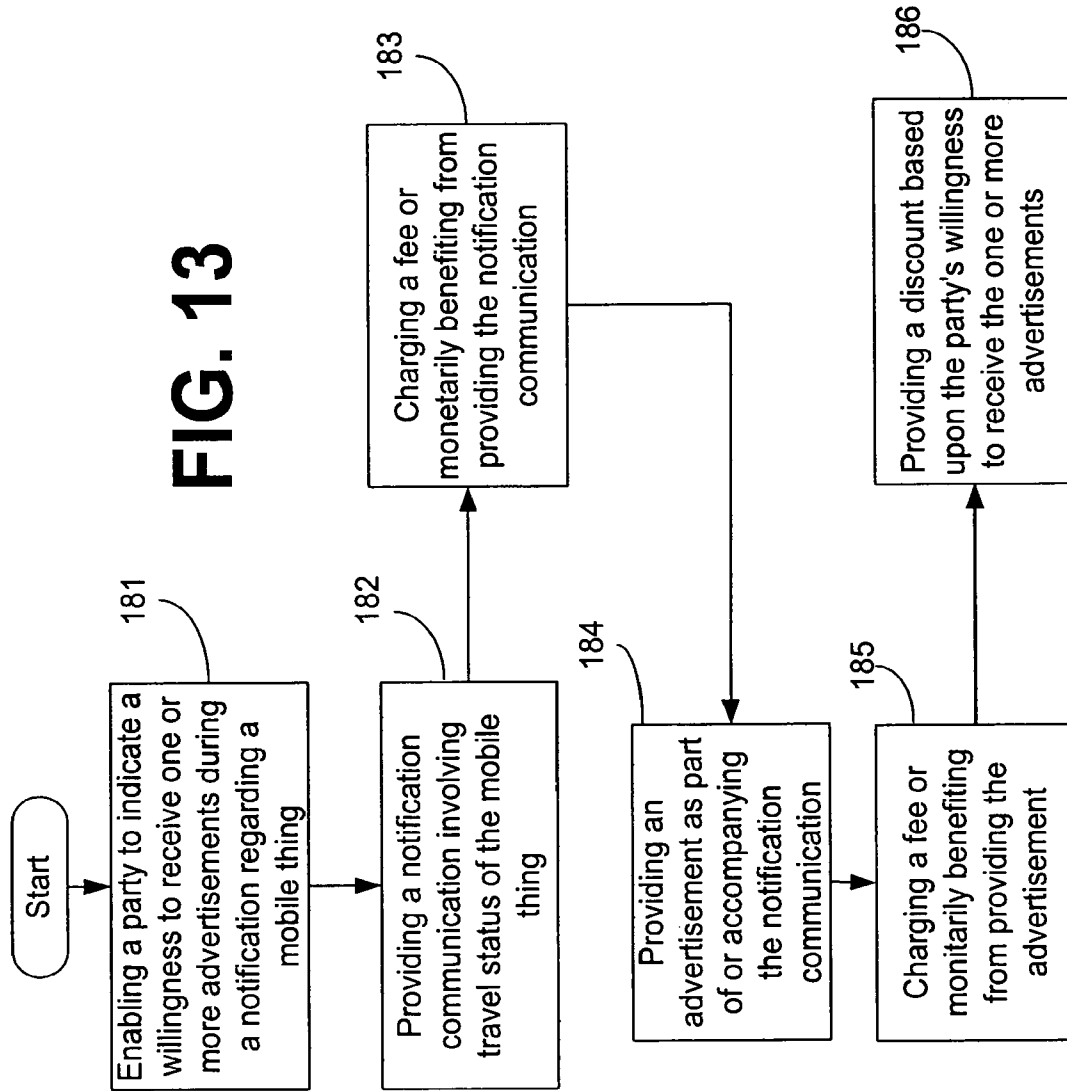 FIG. 13
Start
181
Enabling a party to indicate a
willingness to receive one or
more advertisements during
a notification regarding a
mobile thing
182
Providing a notification
communication involving
travel status of the mobile
thing
183
Charging a fee or
monetarily benefiting from
providing the notification
communication
184
Providing an
advertisement as part
of or accompanying
the notification
communication
185
Charging a fee or
monitarily benefiting
from providing the
advertisement
186
Providing a discount based
upon the party's willingness
to receive the one or more
advertisements